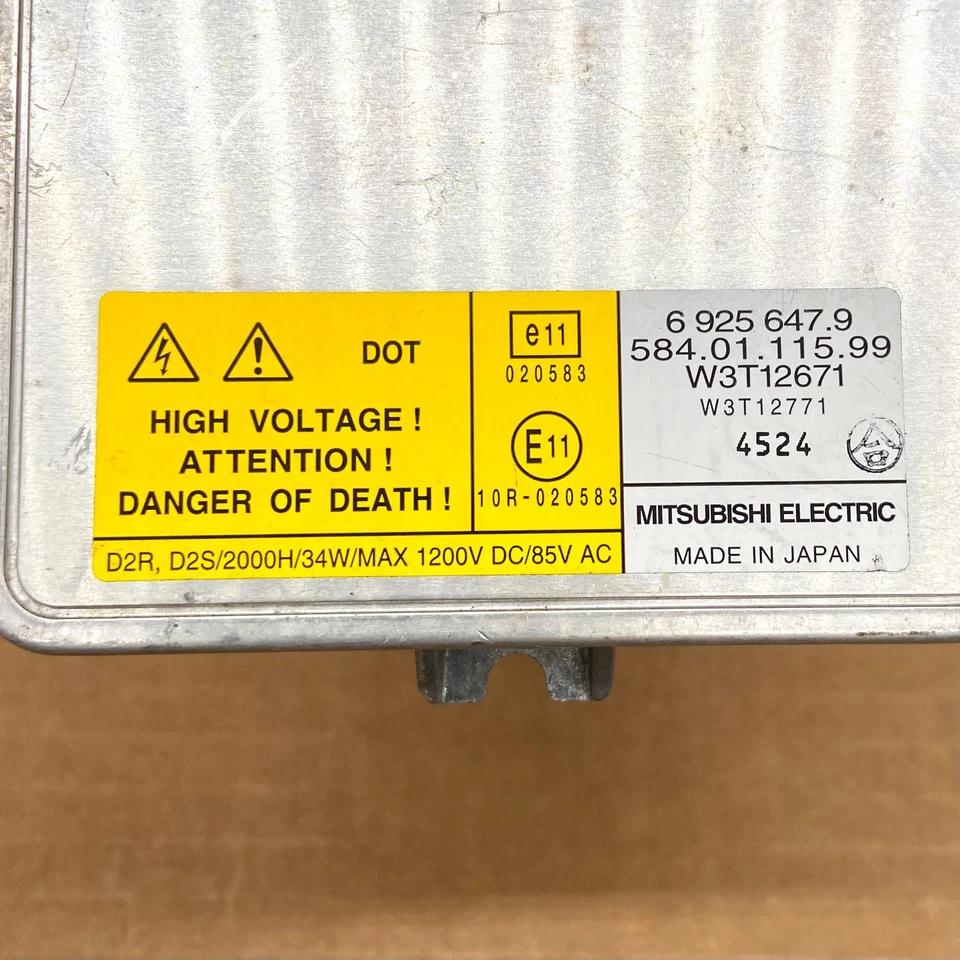 DOT
HIGH VOLTAGE !
ATTENTION !
DANGER OF DEATH !
e11
020583
E11
10R-020583
D2R, D2S/2000H/34W/MAX 1200V DC/85V AC
6 925 647.9
584.01.115.99
W3T12671
W3T12771
4524
合
MITSUBISHI ELECTRIC
MADE IN JAPAN